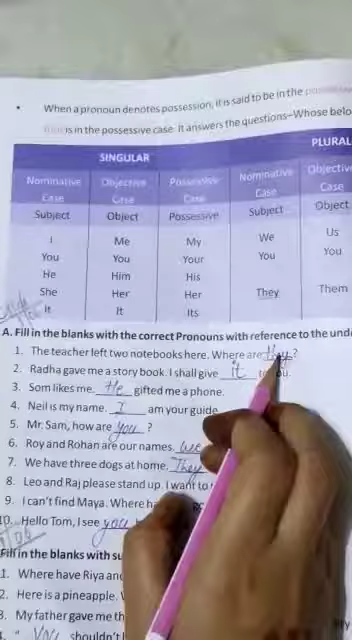 When a pronoun denotes possession, it is said to be in the possessive
is in the possessive case. It answers the questions–Whose belo
SINGULAR PLURAL
Nominative Case Objective Case Possessive Case Nominative Case Objective Case
Subject Object Possessive Subject Object
I Me My We Us
You You Your You You
He Him His
She Her Her They Them
It It Its
A. Fill in the blanks with the correct Pronouns with reference to the und
1. The teacher left two notebooks here. Where are they?
2. Radha gave me a story book. I shall give it to you.
3. Som likes me. He gifted me a phone.
4. Neil is my name. I am your guide.
5. Mr. Sam, how are you?
6. Roy and Rohan are our names. We
7. We have three dogs at home. They
8. Leo and Raj please stand up. I want to
9. I can't find Maya. Where h
10. Hello Tom, I see you
Fill in the blanks with su
1. Where have Riya and
2. Here is a pineapple.
3. My father gave me th
You shouldn't